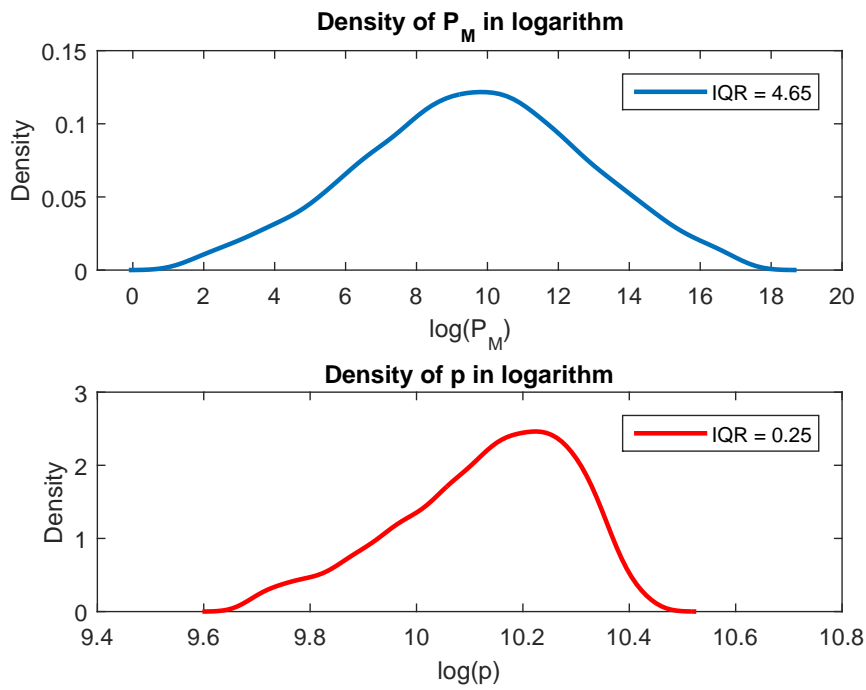 Density of P_M in logarithm
0.15
0.1
0.05
0
Density
IQR = 4.65
0 2 4 6 8 10 12 14 16 18 20
log(P_M)
Density of p in logarithm
3
2
1
0
Density
IQR = 0.25
9.4 9.6 9.8 10 10.2 10.4 10.6 10.8
log(p)